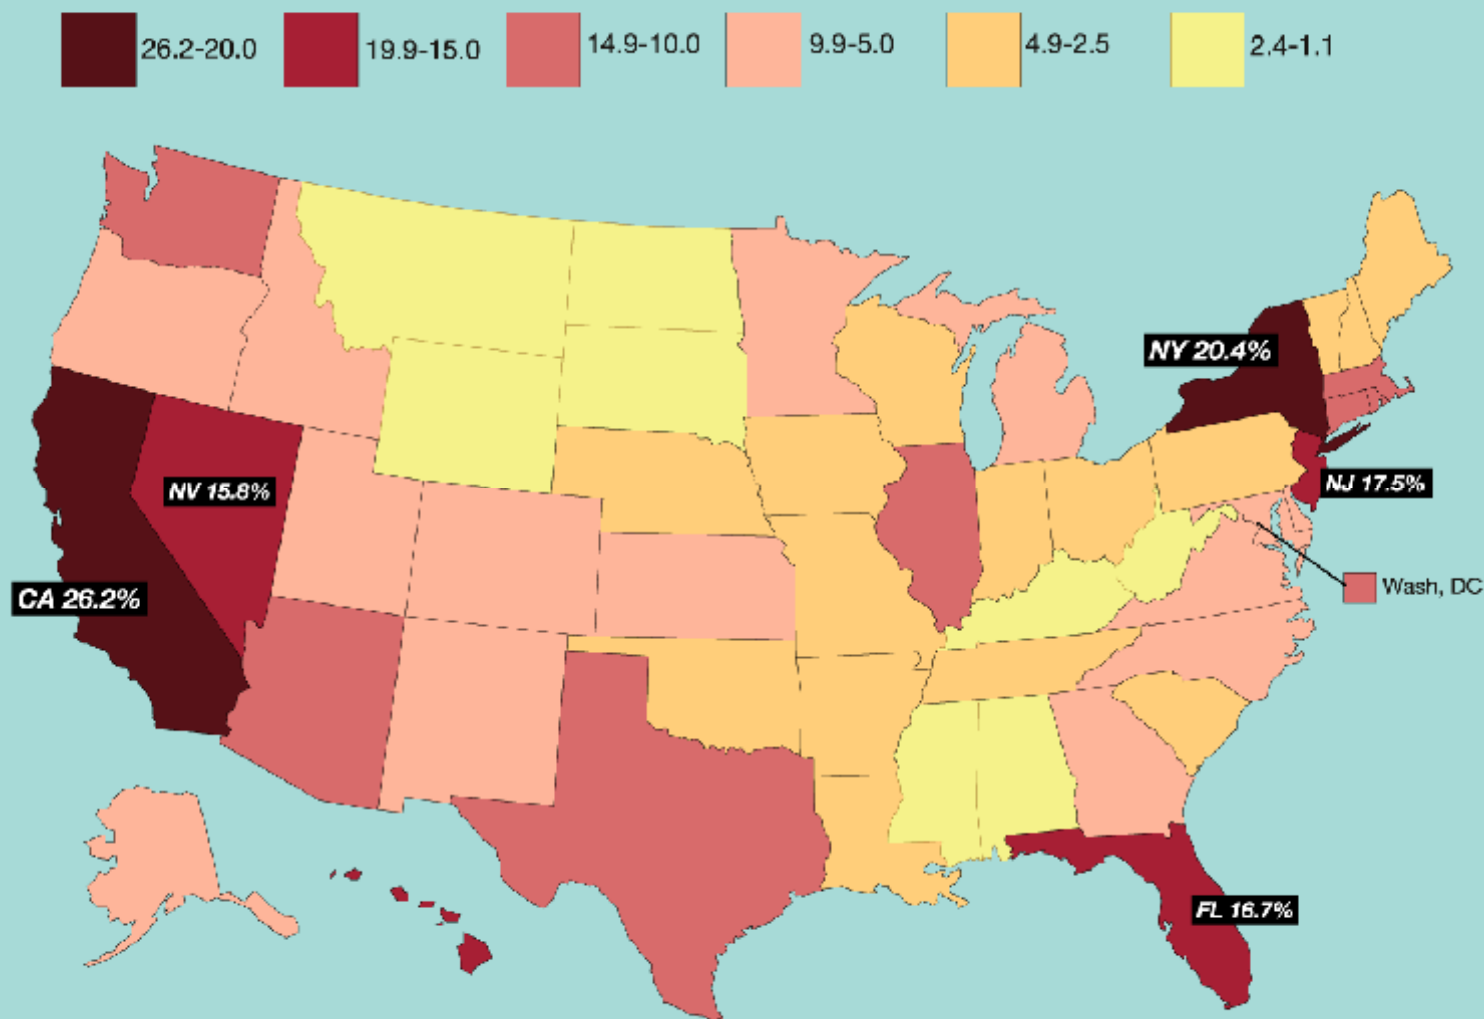 26.2-20.0
19.9-15.0
14.9-10.0
9.9-5.0
4.9-2.5
2.4-1.1
NY 20.4%
NV 15.8%
NJ 17.5%
CA 26.2%
Wash, DC
FL 16.7%